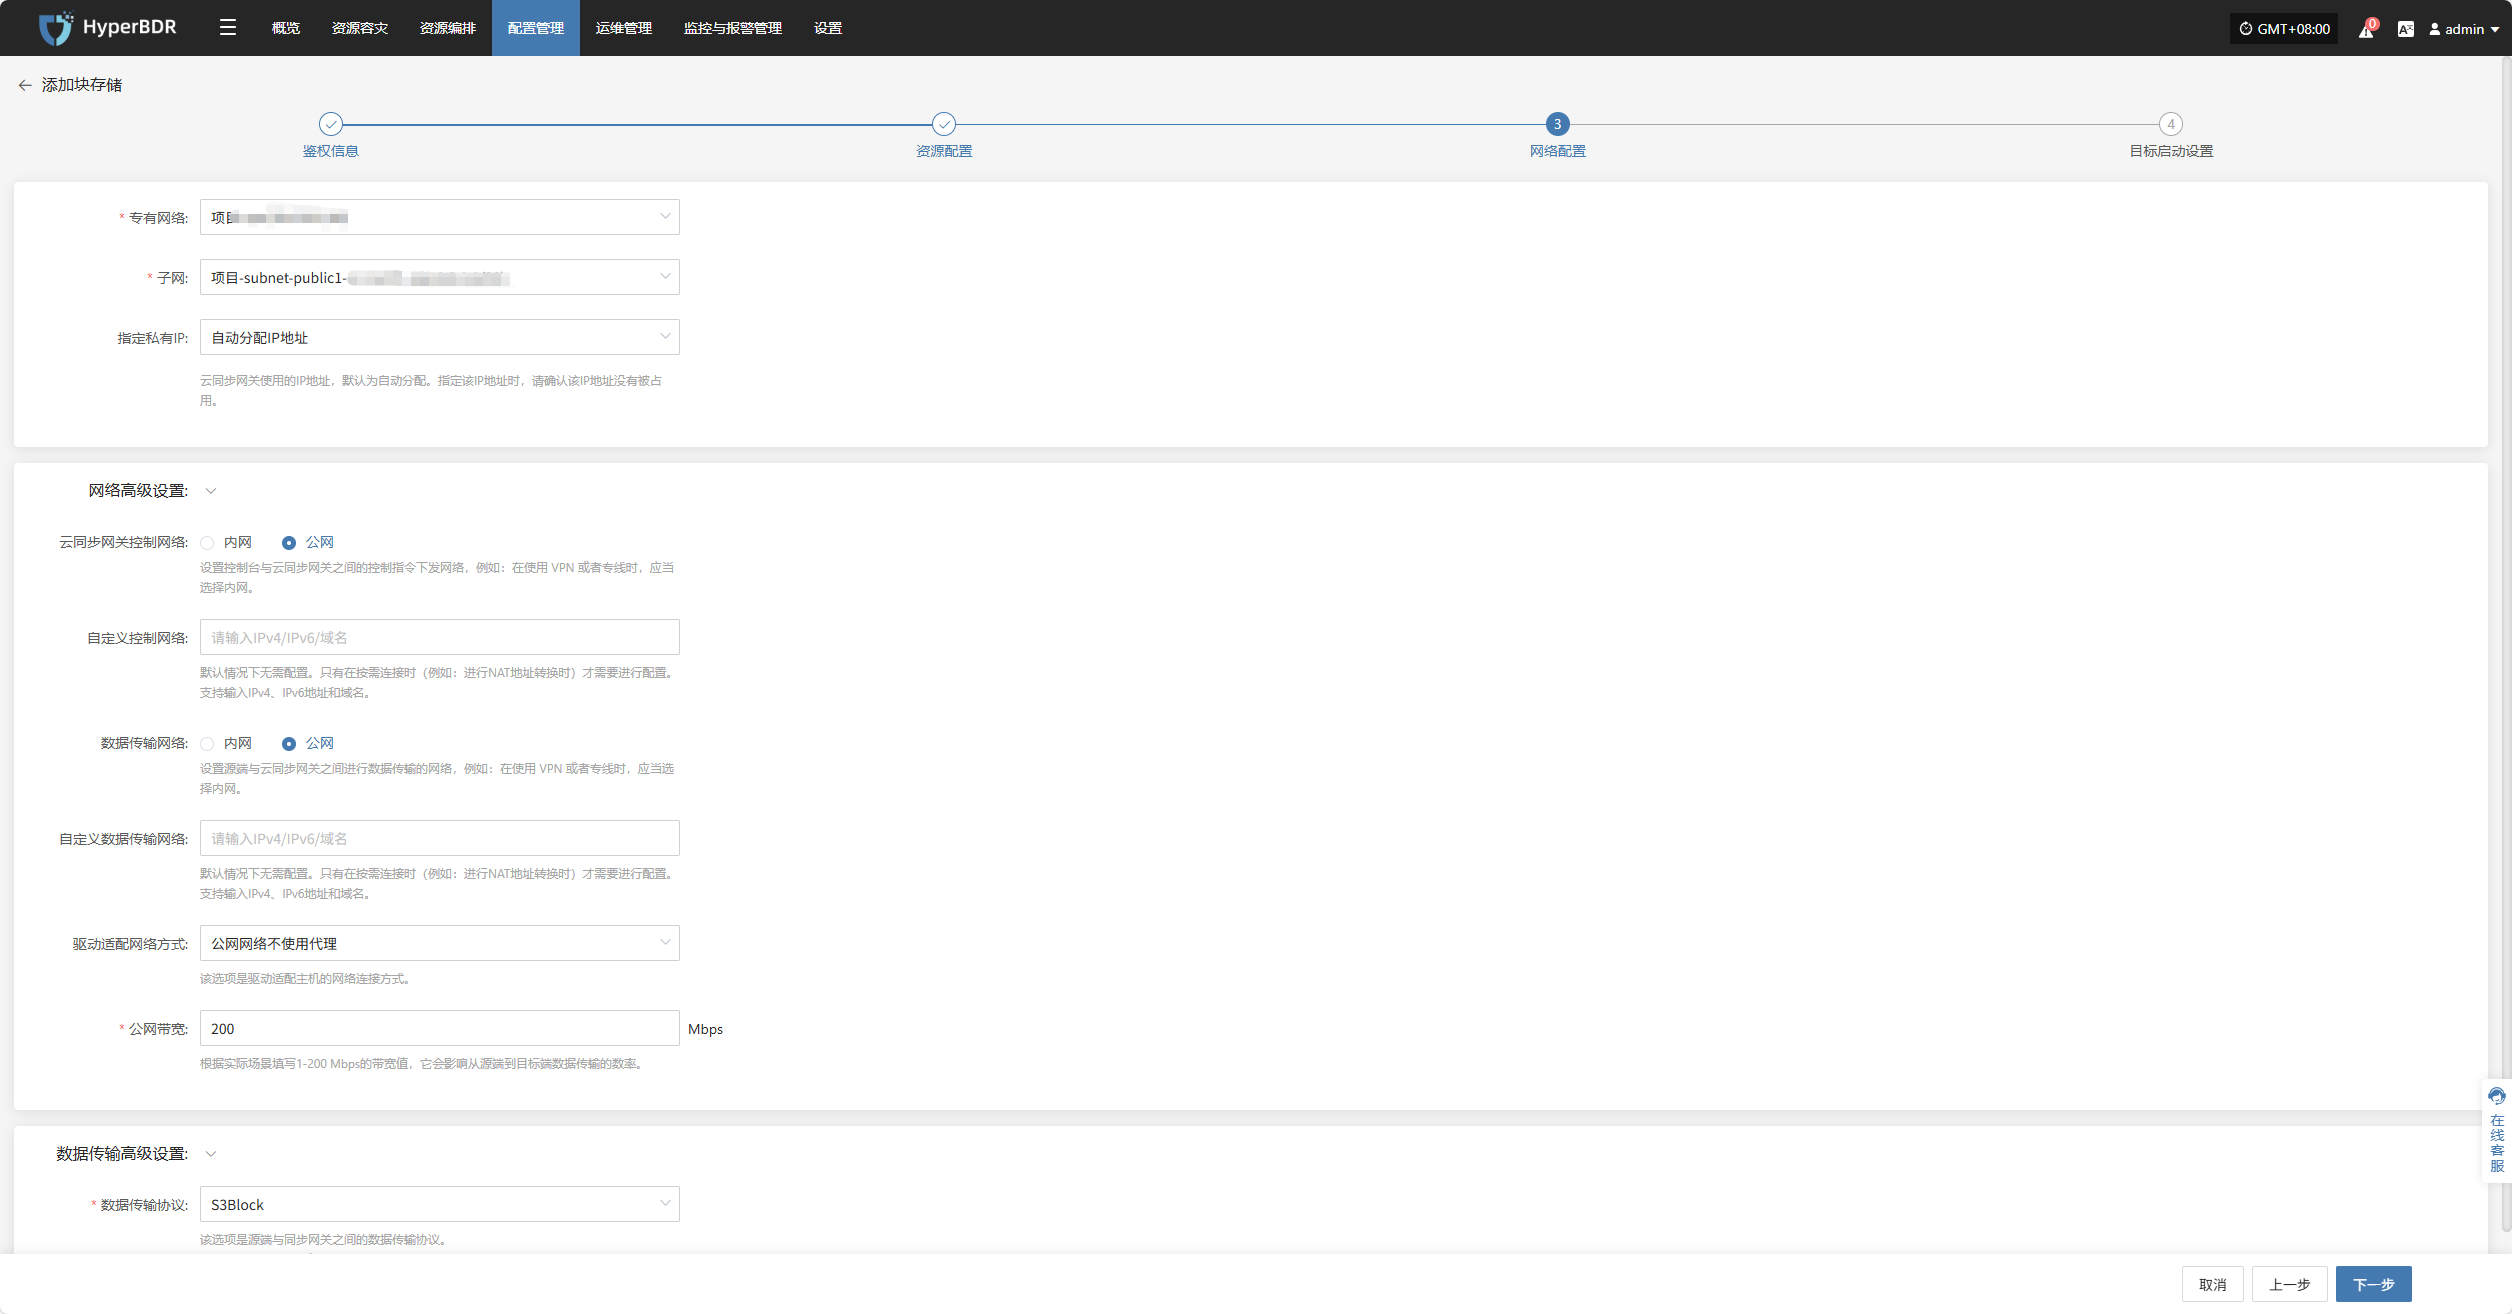 HyperBDR
概览
资源容灾
资源编排
配置管理
运维管理
监控与报警管理
设置
GMT+08:00
0
admin
添加块存储
3
4
鉴权信息
资源配置
网络配置
目标启动设置
* 专有网络:
项目
* 子网:
项目-subnet-public1-
指定私有IP:
自动分配IP地址
云同步网关使用的IP地址，默认为自动分配。指定该IP地址时，请确认该IP地址没有被占
用。
网络高级设置:
云同步网关控制网络: 内网 公网
设置控制台与云同步网关之间的控制指令下发网络，例如：在使用 VPN 或者专线时，应当
选择内网。
自定义控制网络:
请输入IPv4/IPv6/域名
默认情况下无需配置。只有在按需连接时（例如：进行NAT地址转换时）才需要进行配置。
支持输入IPv4、IPv6地址和域名。
数据传输网络: 内网 公网
设置源端与云同步网关之间进行数据传输的网络，例如：在使用 VPN 或者专线时，应当选
择内网。
自定义数据传输网络:
请输入IPv4/IPv6/域名
默认情况下无需配置。只有在按需连接时（例如：进行NAT地址转换时）才需要进行配置。
支持输入IPv4、IPv6地址和域名。
驱动适配网络方式:
公网网络不使用代理
该选项是驱动适配主机的网络连接方式。
* 公网带宽:
200
Mbps
根据实际场景填写1-200 Mbps的带宽值，它会影响从源端到目标端数据传输的数率。
在线客服
数据传输高级设置:
* 数据传输协议:
S3Block
该选项是源端与同步网关之间的数据传输协议。
取消
上一步
下一步